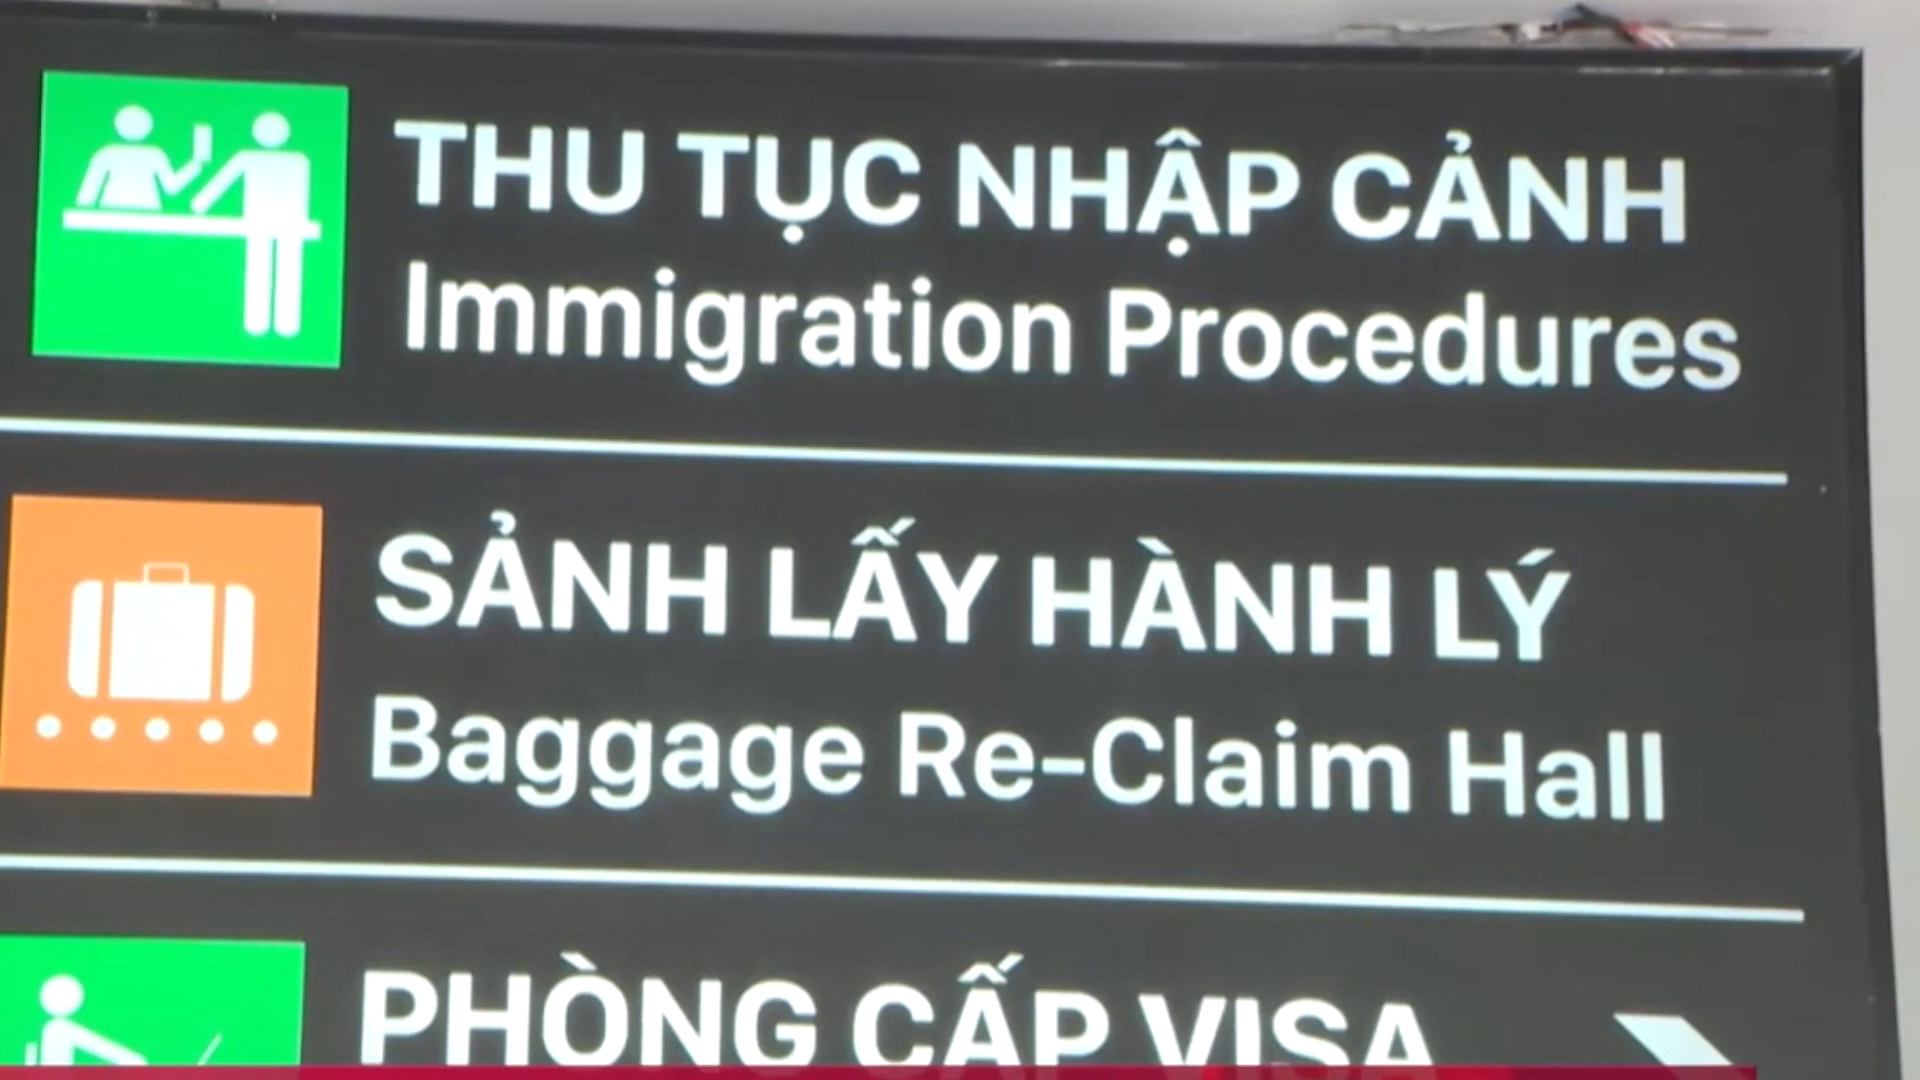 THU TỤC NHẬP CẢNH
Immigration Procedures
SẢNH LẤY HÀNH LÝ
Baggage Re-Claim Hall
PHÒNG CẤP VISA